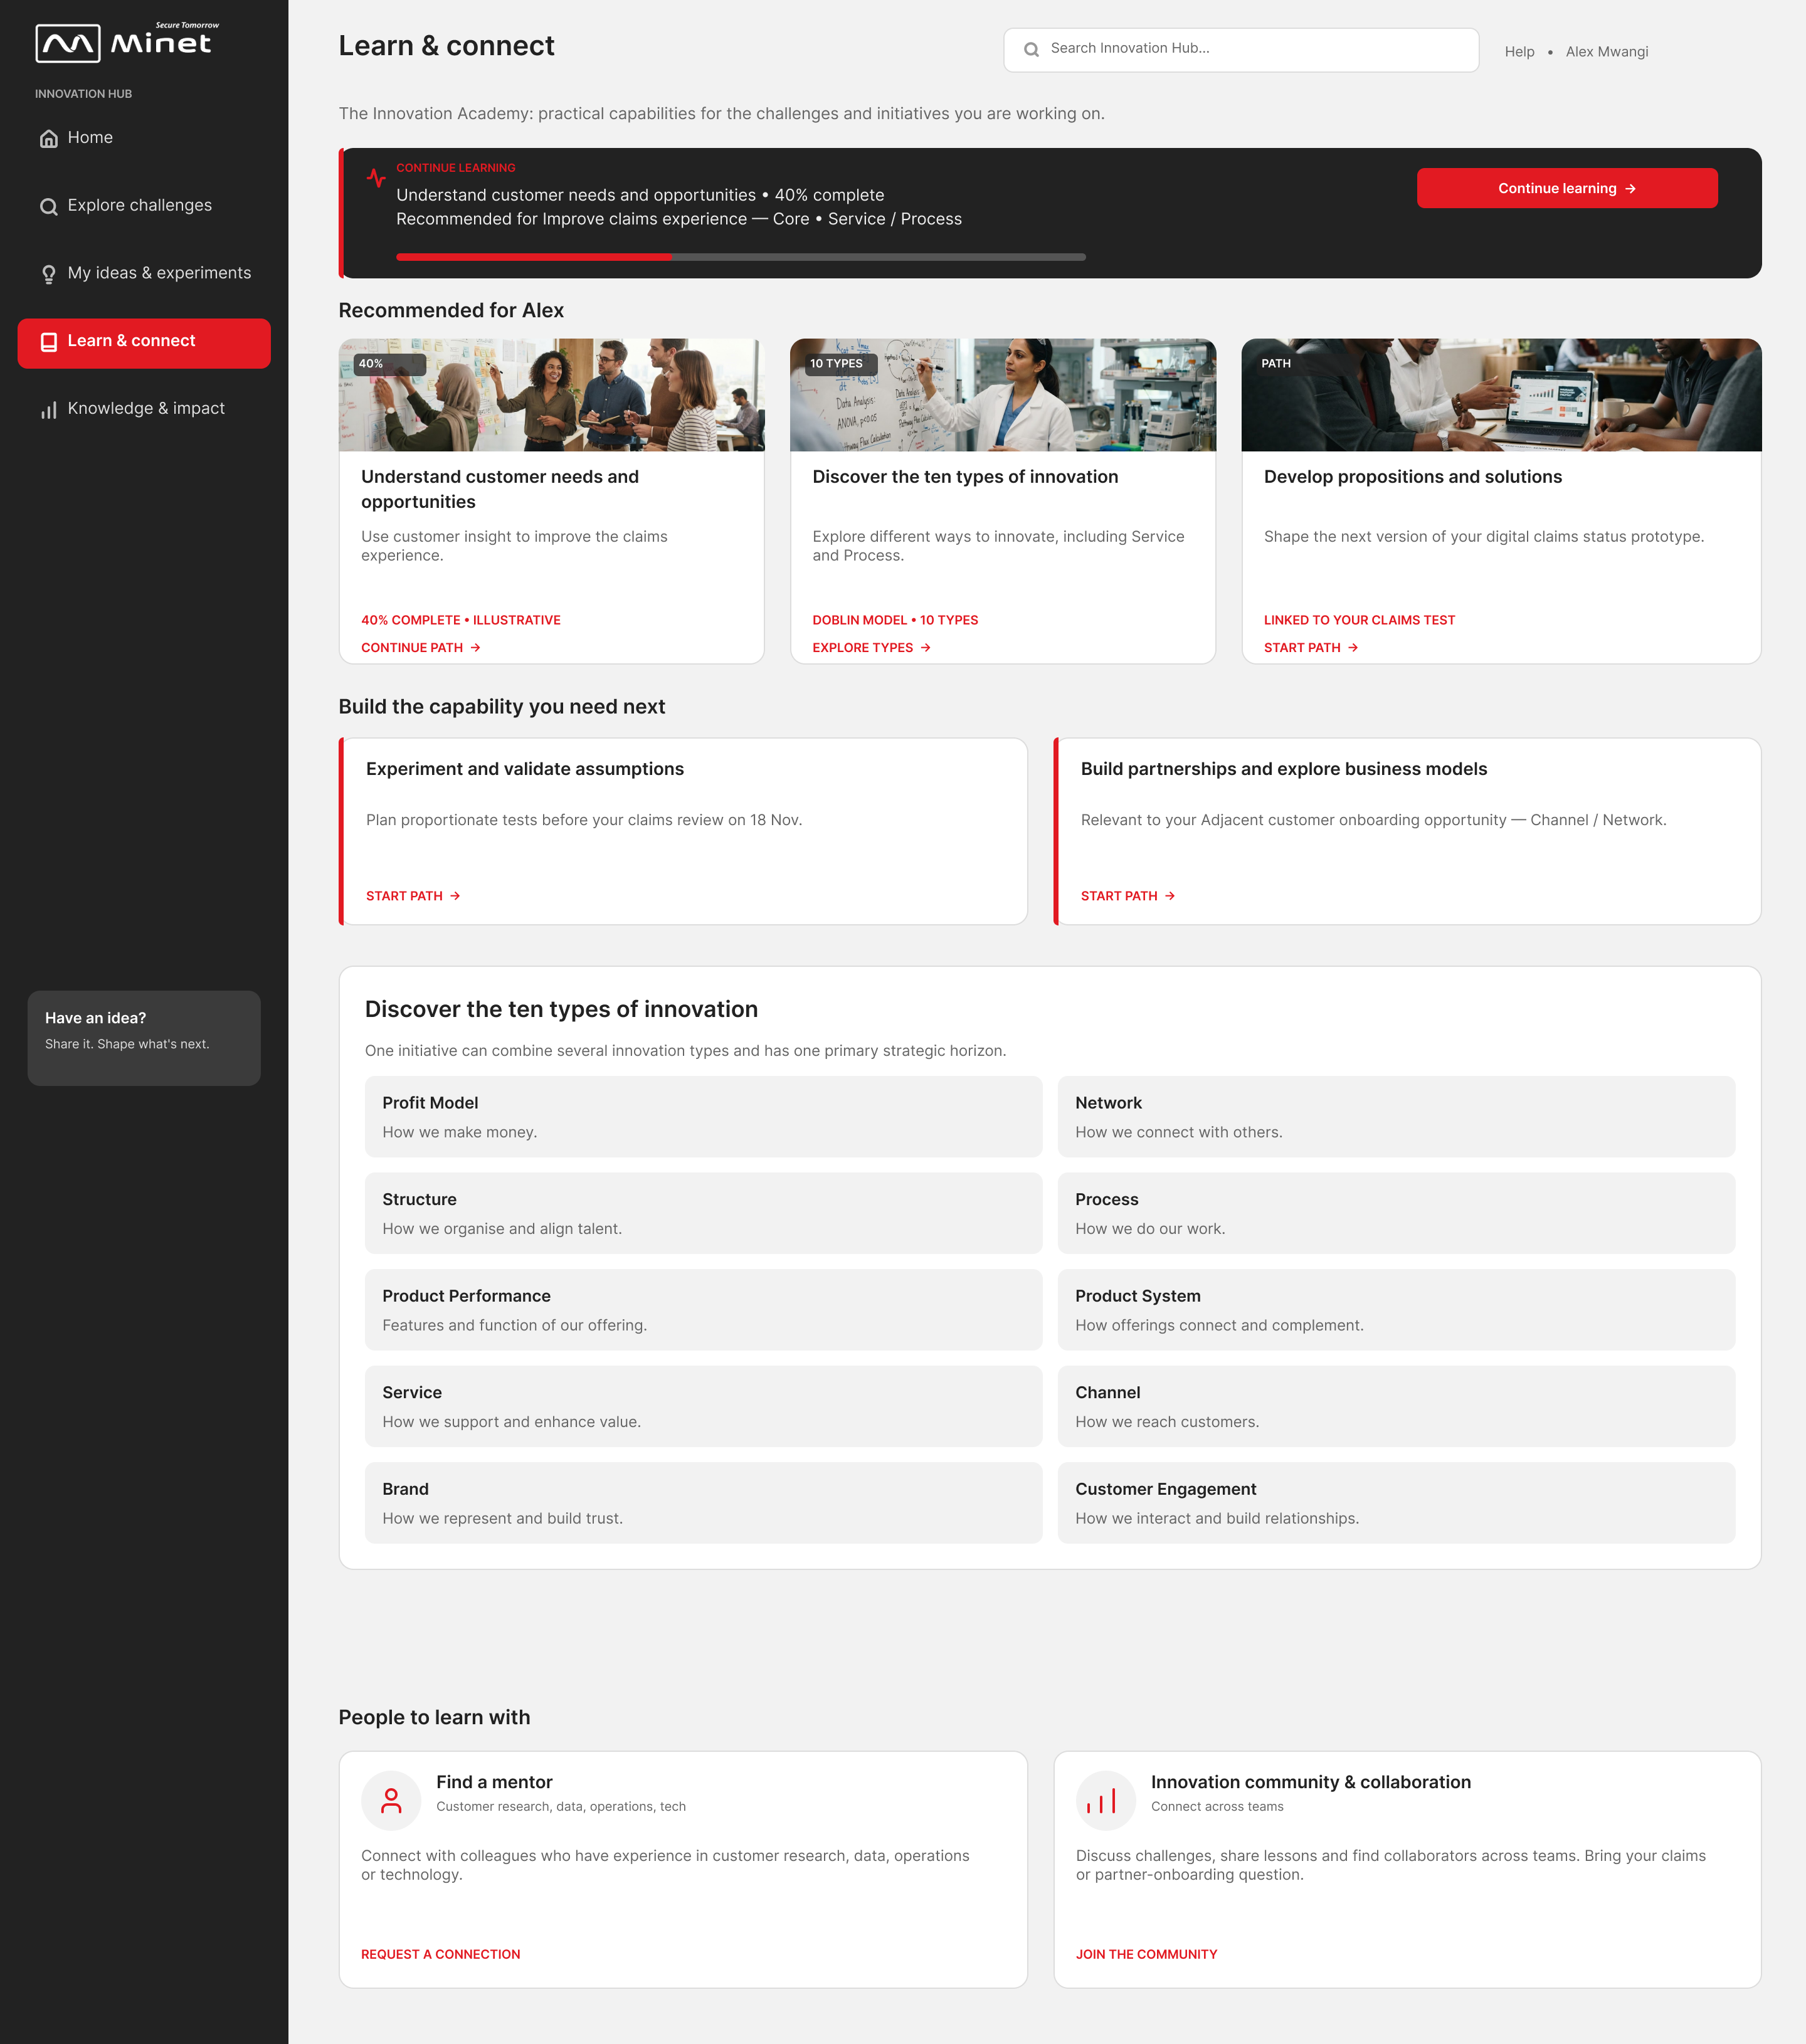 Secure Tomorrow
Minet
INNOVATION HUB
Home
Explore challenges
My ideas & experiments
Learn & connect
Knowledge & impact
Have an idea?
Share it. Shape what's next.
Learn & connect
Search Innovation Hub...
Help • Alex Mwangi
The Innovation Academy: practical capabilities for the challenges and initiatives you are working on.
CONTINUE LEARNING
Understand customer needs and opportunities • 40% complete
Recommended for Improve claims experience — Core • Service / Process
Continue learning →
Recommended for Alex
40%
Understand customer needs and
opportunities
Use customer insight to improve the claims
experience.
40% COMPLETE • ILLUSTRATIVE
CONTINUE PATH →
10 TYPES
Data Analysis:
ANOVA, p<0.05
Pathway Flux Calculation
Discover the ten types of innovation
Explore different ways to innovate, including Service
and Process.
DOBLIN MODEL • 10 TYPES
EXPLORE TYPES →
PATH
Develop propositions and solutions
Shape the next version of your digital claims status prototype.
LINKED TO YOUR CLAIMS TEST
START PATH →
Build the capability you need next
Experiment and validate assumptions
Plan proportionate tests before your claims review on 18 Nov.
START PATH →
Build partnerships and explore business models
Relevant to your Adjacent customer onboarding opportunity — Channel / Network.
START PATH →
Discover the ten types of innovation
One initiative can combine several innovation types and has one primary strategic horizon.
Profit Model
How we make money.
Network
How we connect with others.
Structure
How we organise and align talent.
Process
How we do our work.
Product Performance
Features and function of our offering.
Product System
How offerings connect and complement.
Service
How we support and enhance value.
Channel
How we reach customers.
Brand
How we represent and build trust.
Customer Engagement
How we interact and build relationships.
People to learn with
Find a mentor
Customer research, data, operations, tech
Connect with colleagues who have experience in customer research, data, operations
or technology.
REQUEST A CONNECTION
Innovation community & collaboration
Connect across teams
Discuss challenges, share lessons and find collaborators across teams. Bring your claims
or partner-onboarding question.
JOIN THE COMMUNITY